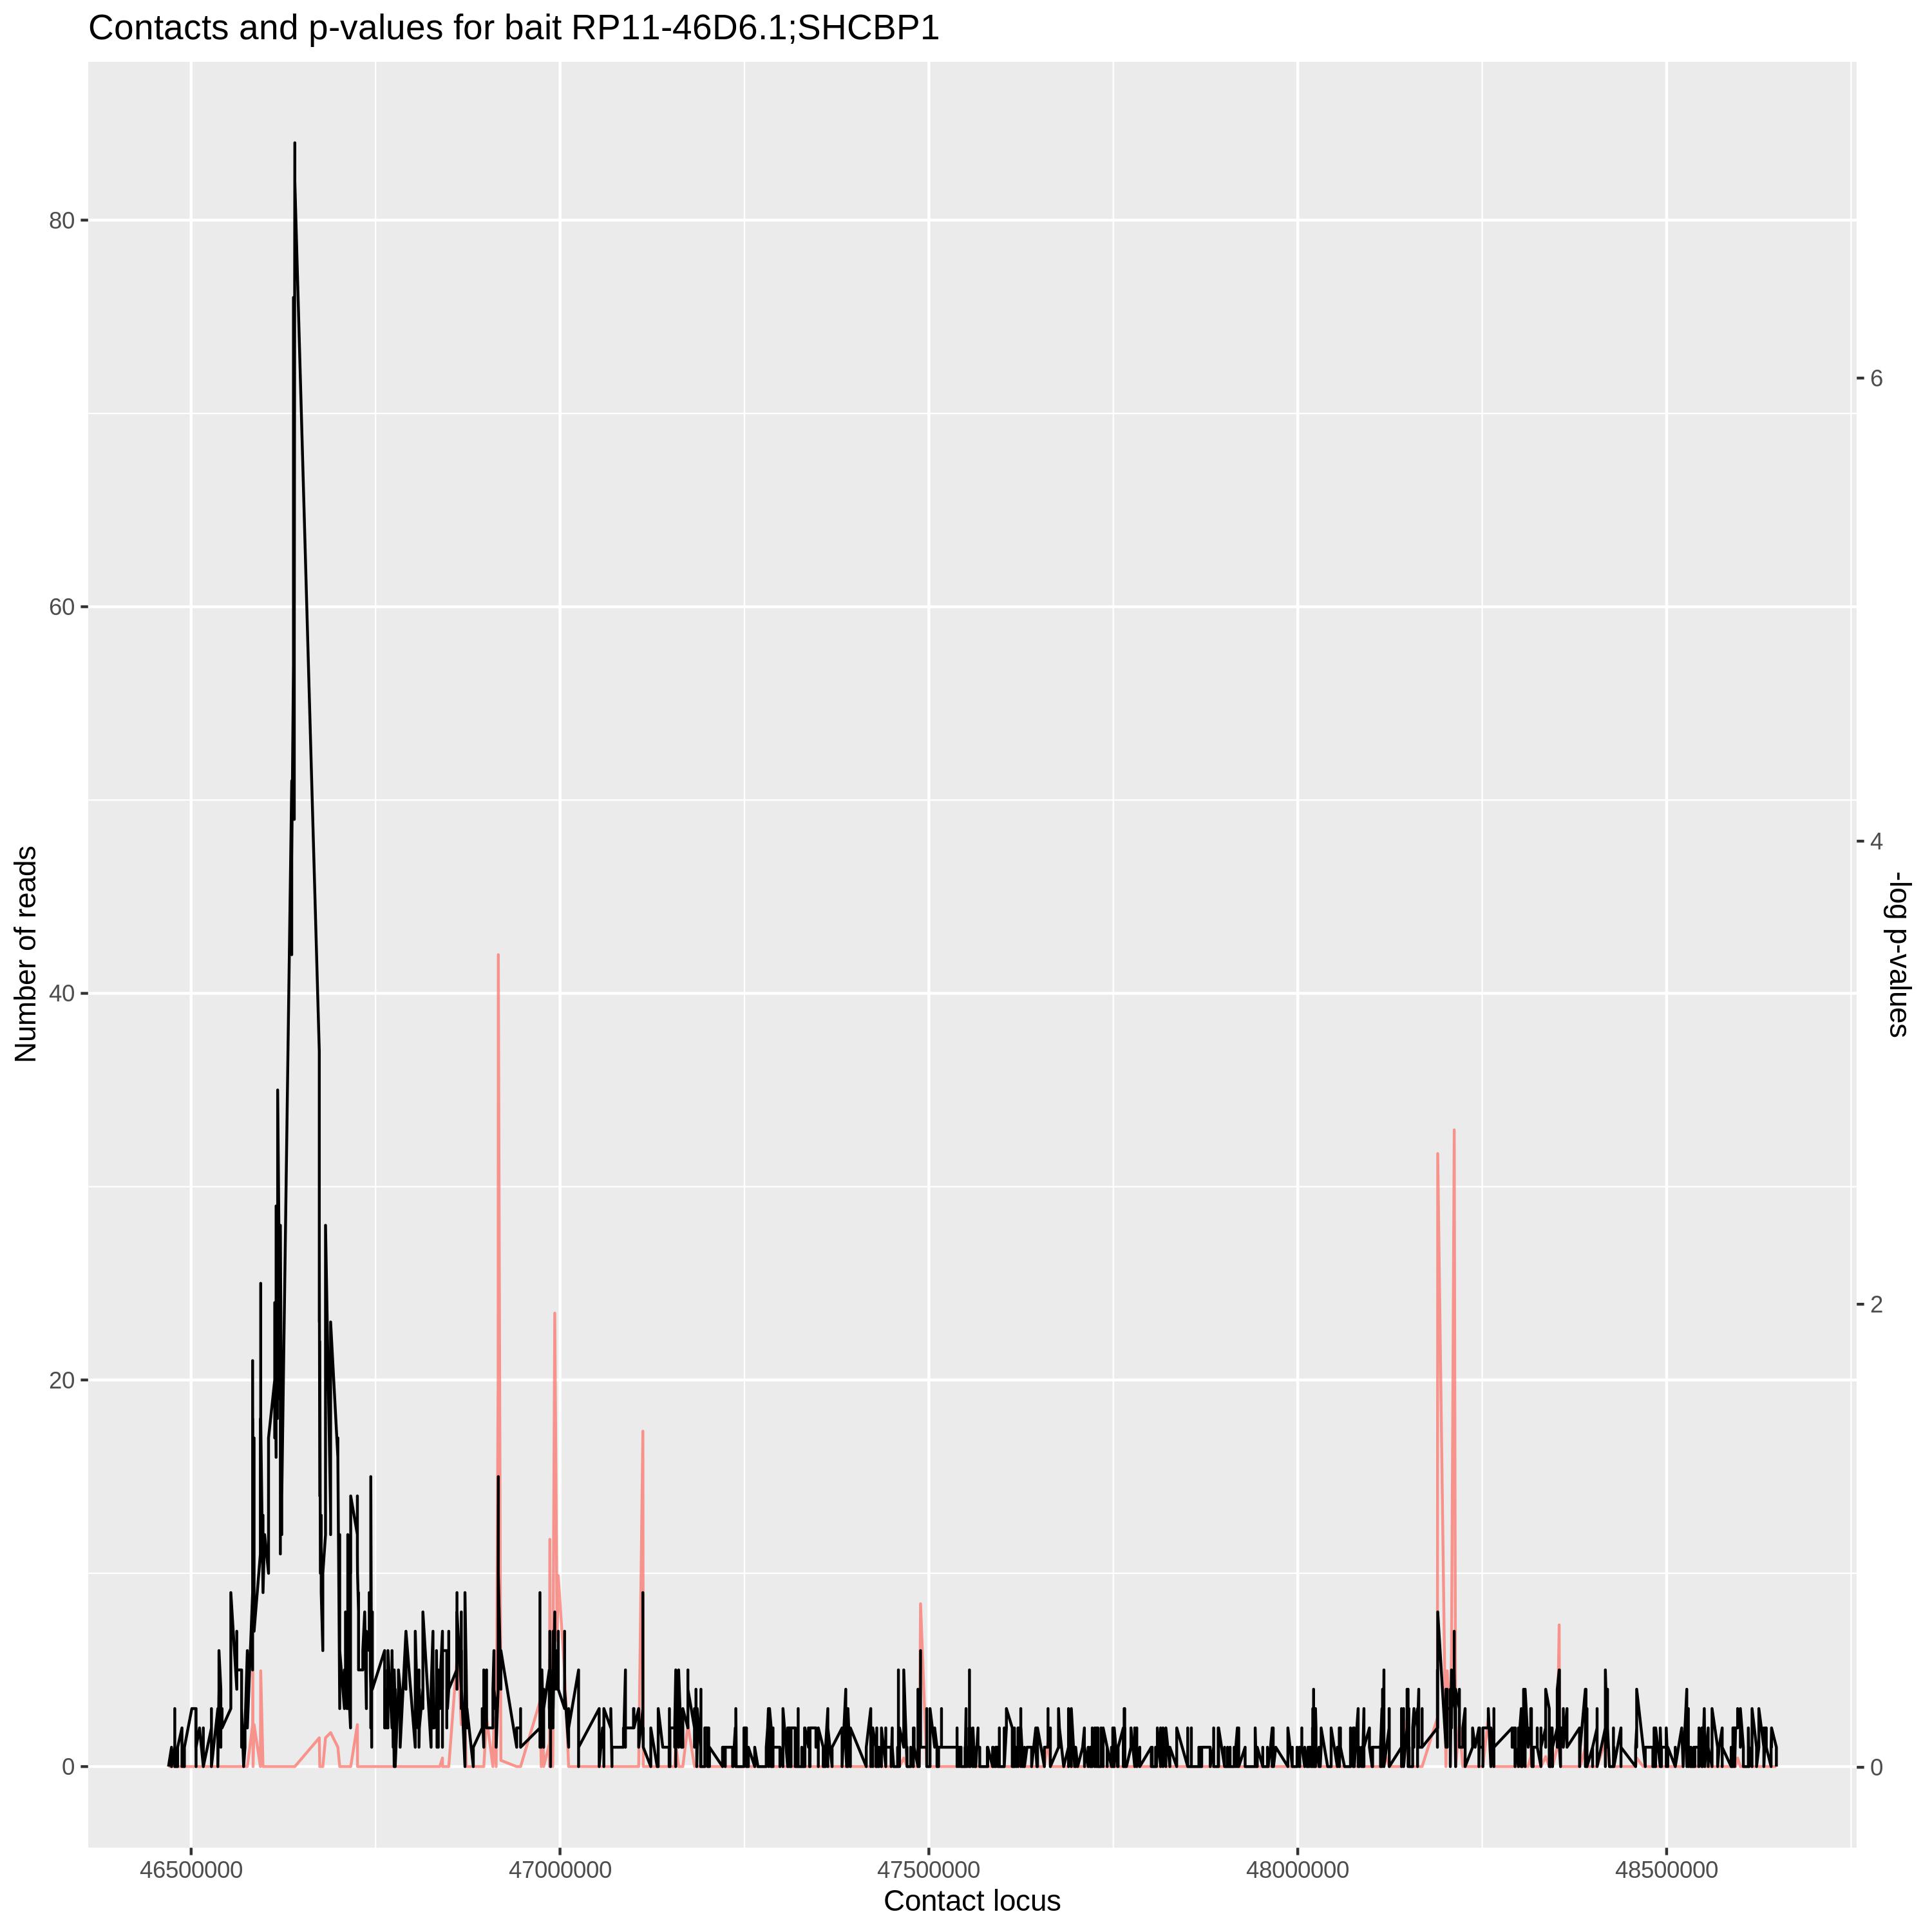 Contacts and p-values for bait RP11-46D6.1;SHCBP1
80
60
40
20
0
Number of reads
6
4
2
0
-log p-values
46500000 47000000 47500000 48000000 48500000
Contact locus